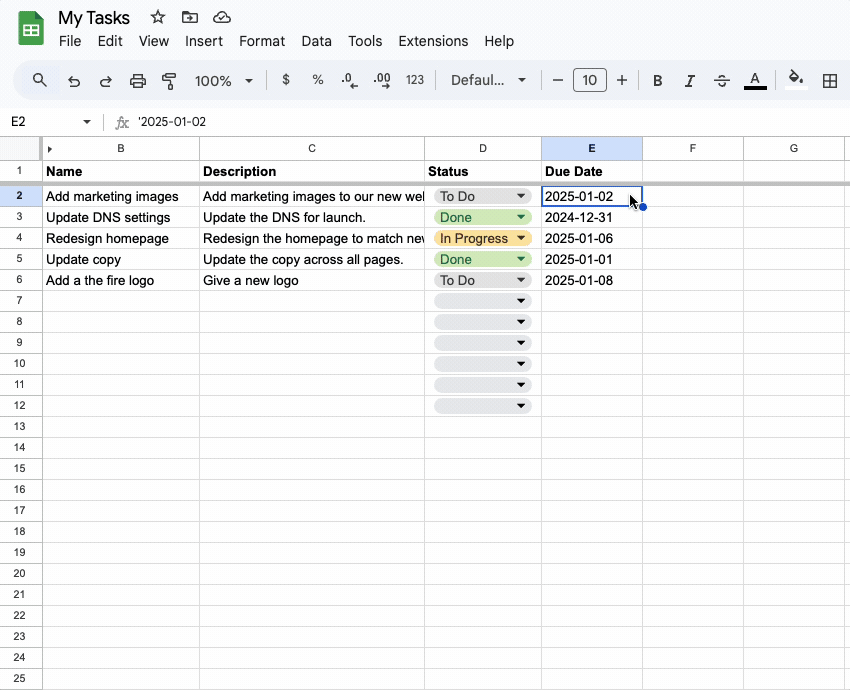 My Tasks
File Edit View Insert Format Data Tools Extensions Help
100% $ % .0 .00 123 Defaul... 10 B I S A
E2 fx '2025-01-02
B C D E F G
1 Name Description Status Due Date
2 Add marketing images Add marketing images to our new wel To Do 2025-01-02
3 Update DNS settings Update the DNS for launch. Done 2024-12-31
4 Redesign homepage Redesign the homepage to match nev In Progress 2025-01-06
5 Update copy Update the copy across all pages. Done 2025-01-01
6 Add a the fire logo Give a new logo To Do 2025-01-08
7
8
9
10
11
12
13
14
15
16
17
18
19
20
21
22
23
24
25